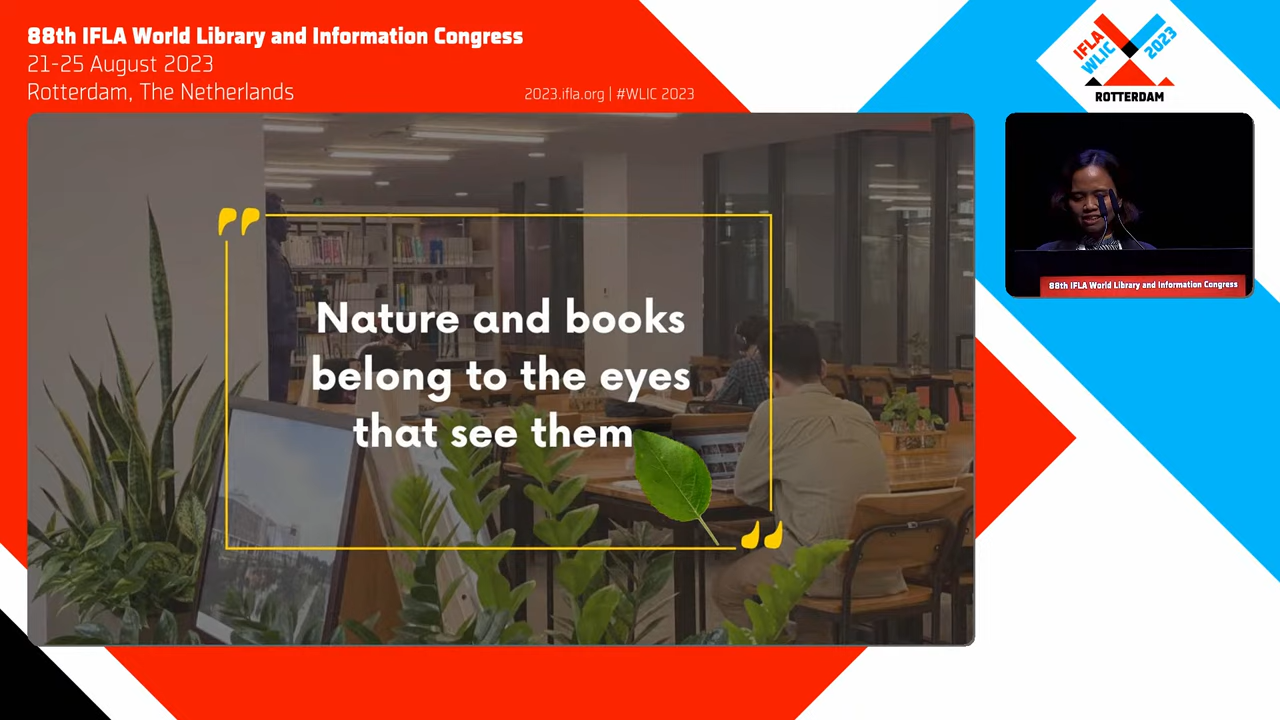 88th IFLA World Library and Information Congress
21-25 August 2023
Rotterdam, The Netherlands
2023.ifla.org | #WLIC 2023
IFLA
WLIC
2023
ROTTERDAM
88th IFLA World Library and Information Congress
Nature and books
belong to the eyes
that see them